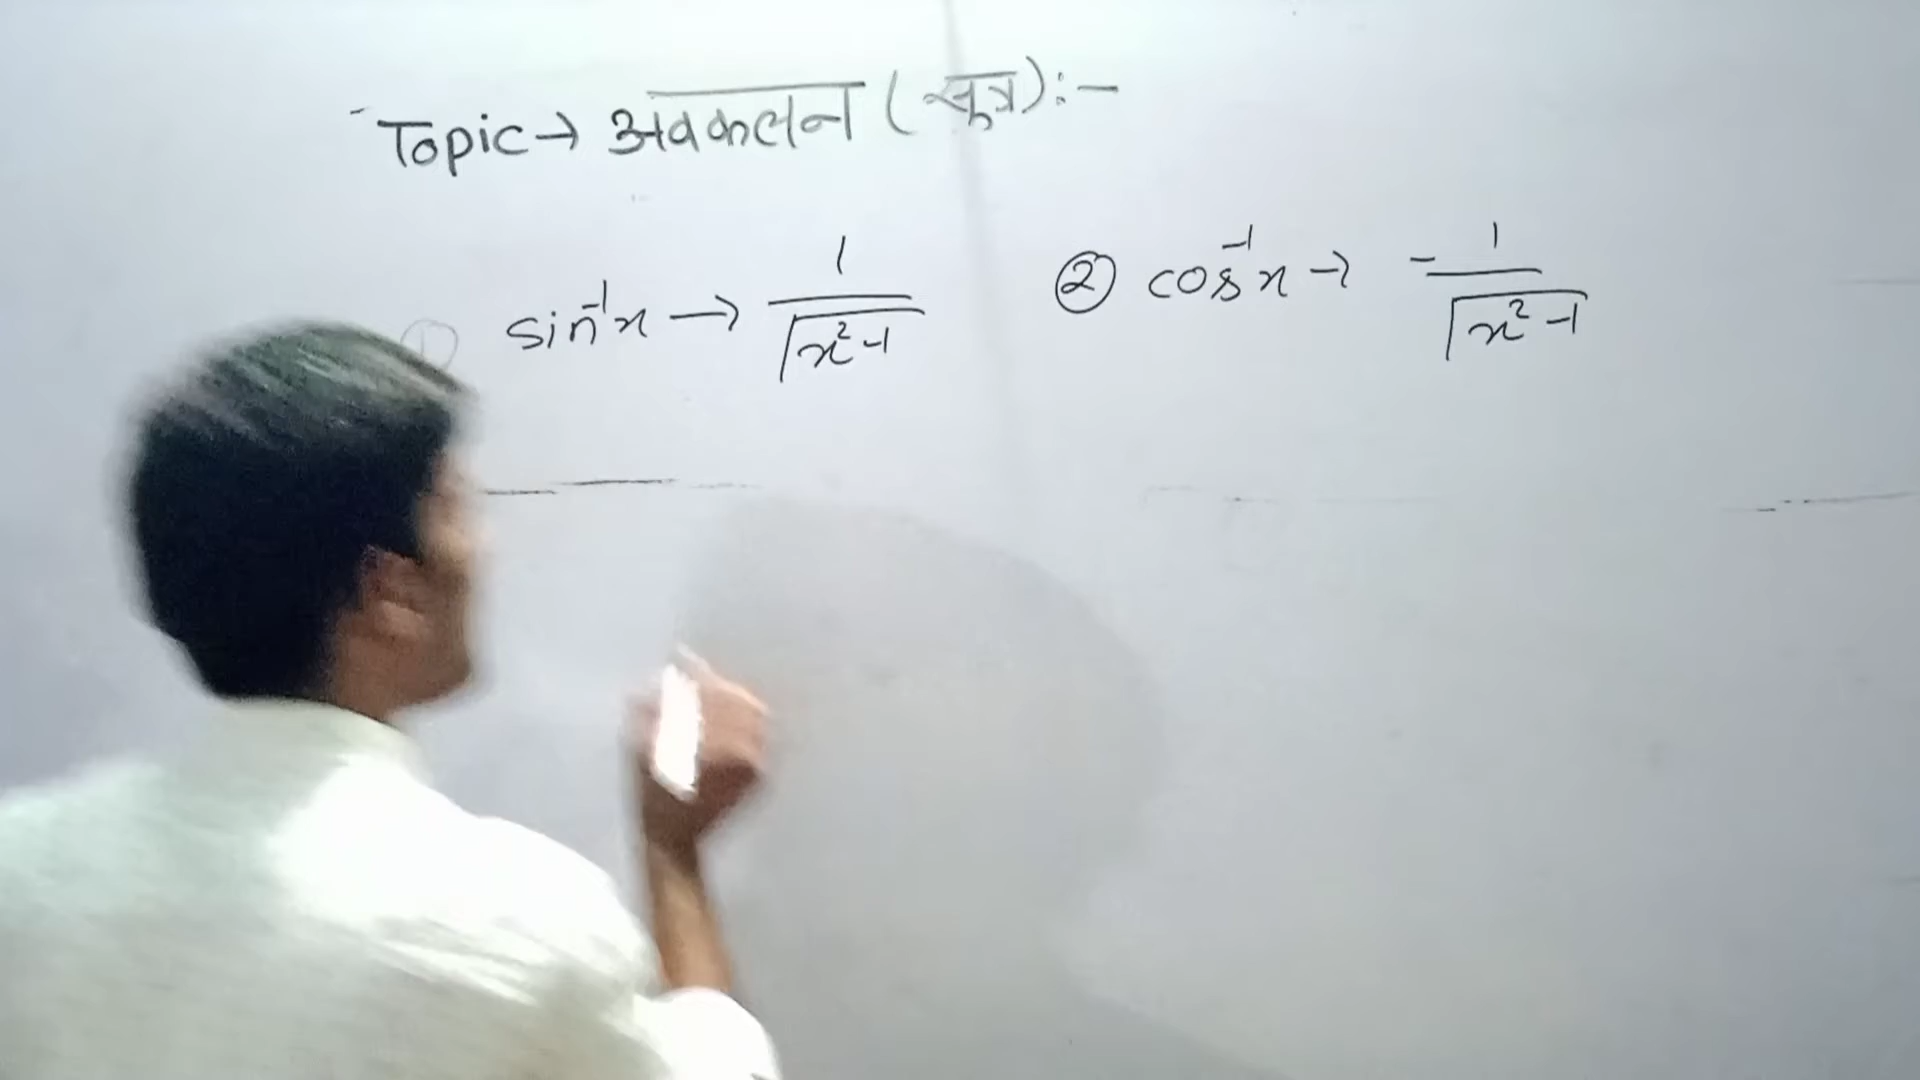 Topic → अवकलन (सूत्र) :-
① sin⁻¹x → 1/√(x²-1) ② cos⁻¹x → -1/√(x²-1)